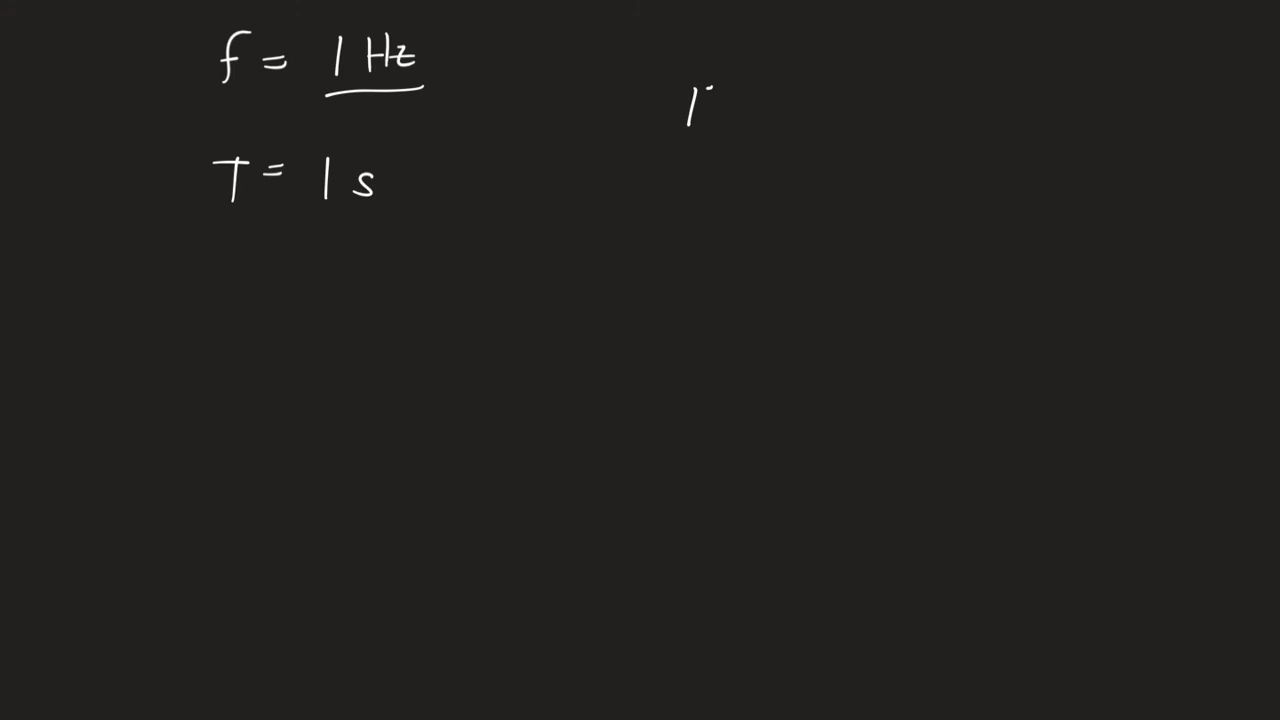 f = 1 Hz
T = 1 s